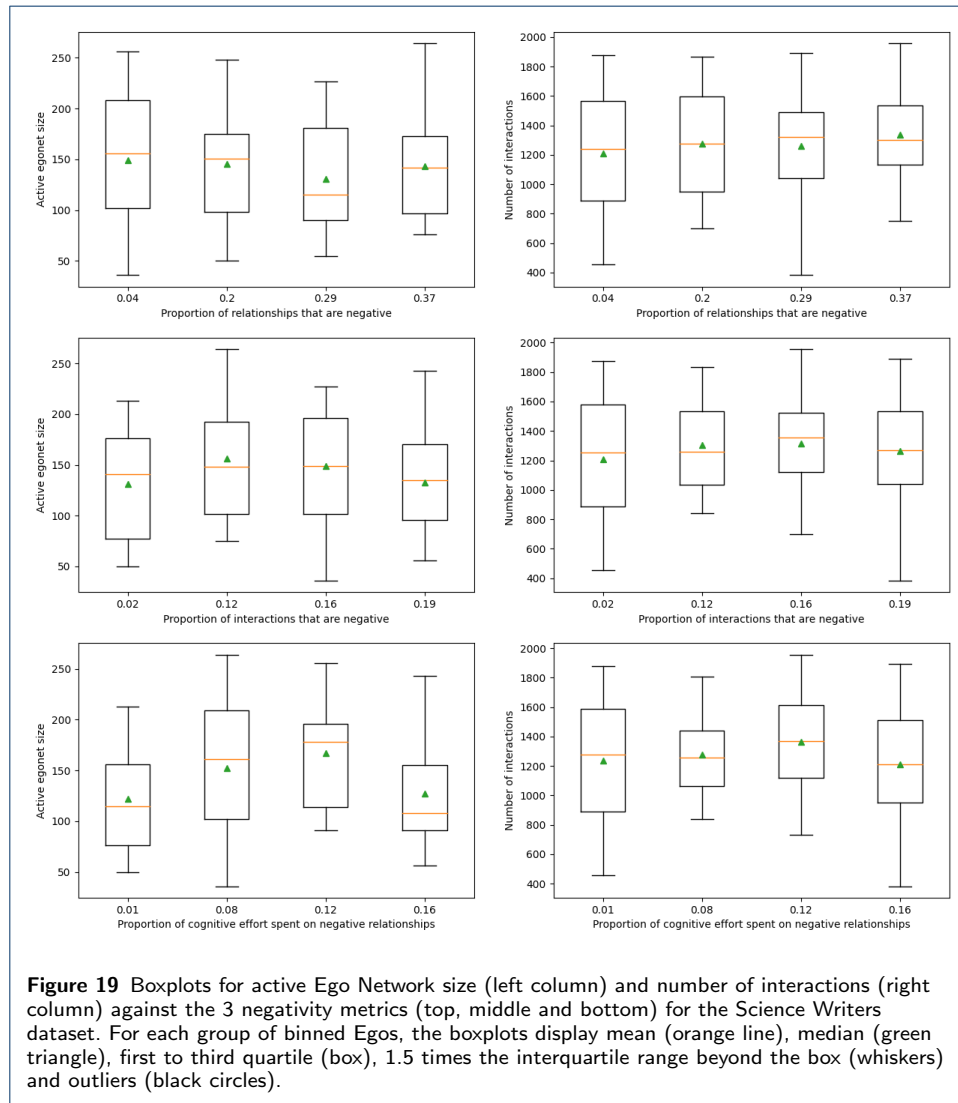 250
200
150
100
50
Active egonet size
0.04 0.2 0.29 0.37
Proportion of relationships that are negative
2000
1800
1600
1400
1200
1000
800
600
400
Number of interactions
0.04 0.2 0.29 0.37
Proportion of relationships that are negative
250
200
150
100
50
Active egonet size
0.02 0.12 0.16 0.19
Proportion of interactions that are negative
2000
1800
1600
1400
1200
1000
800
600
400
Number of interactions
0.02 0.12 0.16 0.19
Proportion of interactions that are negative
250
200
150
100
50
Active egonet size
0.01 0.08 0.12 0.16
Proportion of cognitive effort spent on negative relationships
2000
1800
1600
1400
1200
1000
800
600
400
Number of interactions
0.01 0.08 0.12 0.16
Proportion of cognitive effort spent on negative relationships
Figure 19 Boxplots for active Ego Network size (left column) and number of interactions (right
column) against the 3 negativity metrics (top, middle and bottom) for the Science Writers
dataset. For each group of binned Egos, the boxplots display mean (orange line), median (green
triangle), first to third quartile (box), 1.5 times the interquartile range beyond the box (whiskers)
and outliers (black circles).